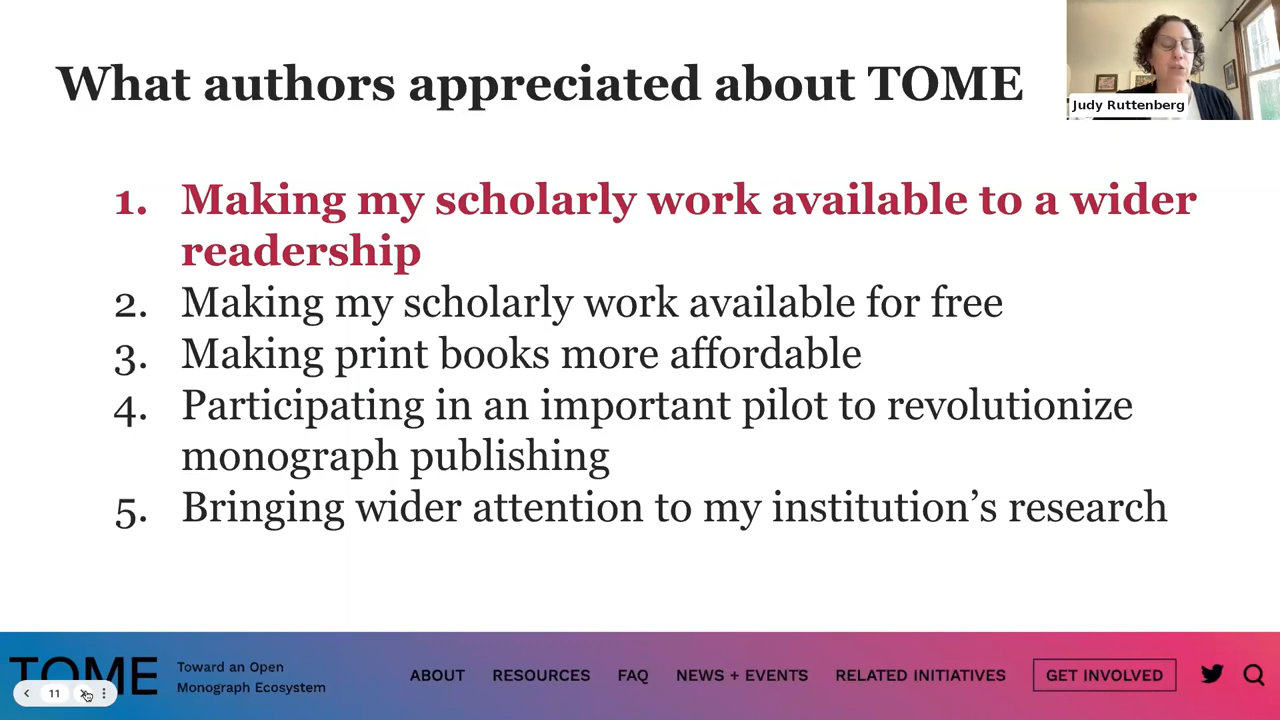 What authors appreciated about TOME
Judy Ruttenberg
1. Making my scholarly work available to a wider
readership
2. Making my scholarly work available for free
3. Making print books more affordable
4. Participating in an important pilot to revolutionize
monograph publishing
5. Bringing wider attention to my institution’s research
TOME
Toward an Open
Monograph Ecosystem
ABOUT
RESOURCES
FAQ
NEWS + EVENTS
RELATED INITIATIVES
GET INVOLVED
11